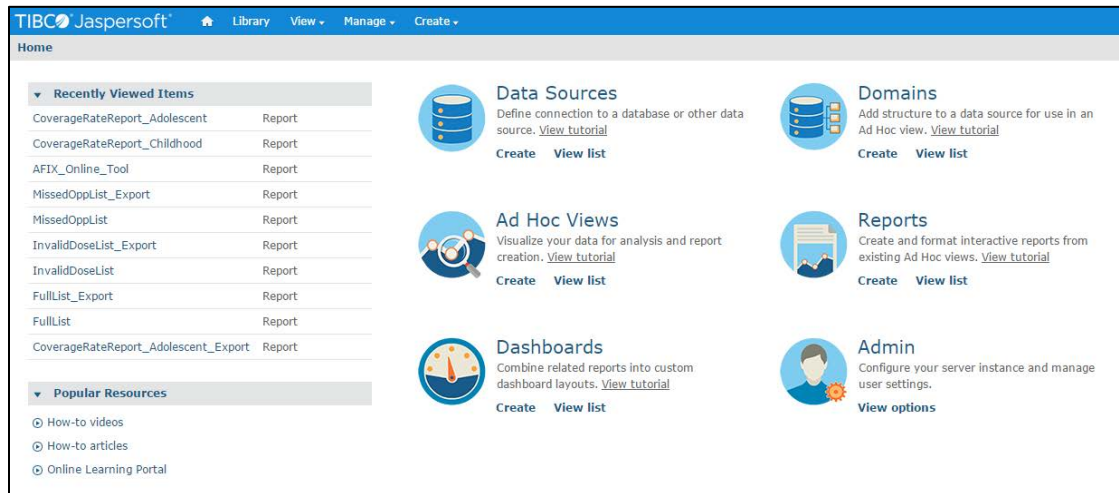 TIBCO Jaspersoft® Library View Manage Create
Home
Recently Viewed Items
CoverageRateReport_Adolescent Report
CoverageRateReport_Childhood Report
AFIX_Online_Tool Report
MissedOppList_Export Report
MissedOppList Report
InvalidDoseList_Export Report
InvalidDoseList Report
FullList_Export Report
FullList Report
CoverageRateReport_Adolescent_Export Report
Popular Resources
How-to videos
How-to articles
Online Learning Portal
Data Sources
Define connection to a database or other data
source. View tutorial
Create View list
Domains
Add structure to a data source for use in an
Ad Hoc view. View tutorial
Create View list
Ad Hoc Views
Visualize your data for analysis and report
creation. View tutorial
Create View list
Reports
Create and format interactive reports from
existing Ad Hoc views. View tutorial
Create View list
Dashboards
Combine related reports into custom
dashboard layouts. View tutorial
Create View list
Admin
Configure your server instance and manage
user settings.
View options